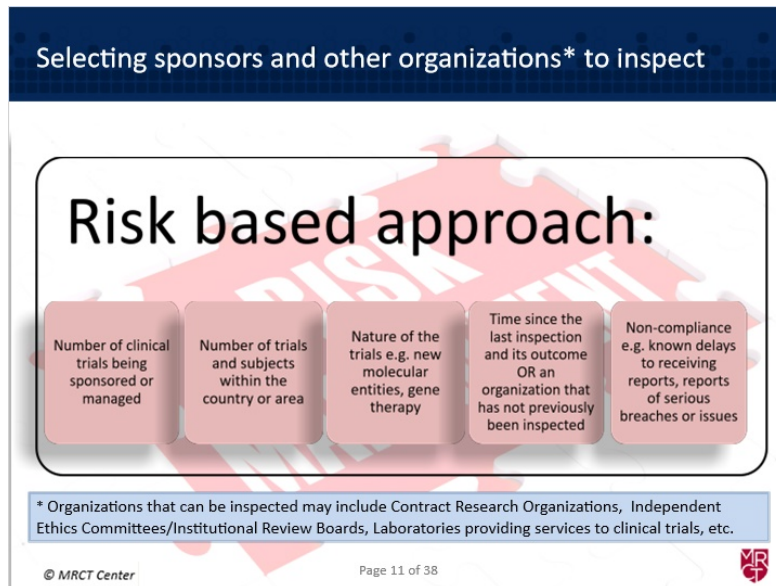 Selecting sponsors and other organizations* to inspect
Risk based approach:
Number of clinical
trials being
sponsored or
managed
Number of trials
and subjects
within the
country or area
Nature of the
trials e.g. new
molecular
entities, gene
therapy
Time since the
last inspection
and its outcome
OR an
organization that
has not previously
been inspected
Non-compliance
e.g. known delays
to receiving
reports, reports
of serious
breaches or issues
RISK
* Organizations that can be inspected may include Contract Research Organizations, Independent
Ethics Committees/Institutional Review Boards, Laboratories providing services to clinical trials, etc.
© MRCT Center
Page 11 of 38
MR
CT